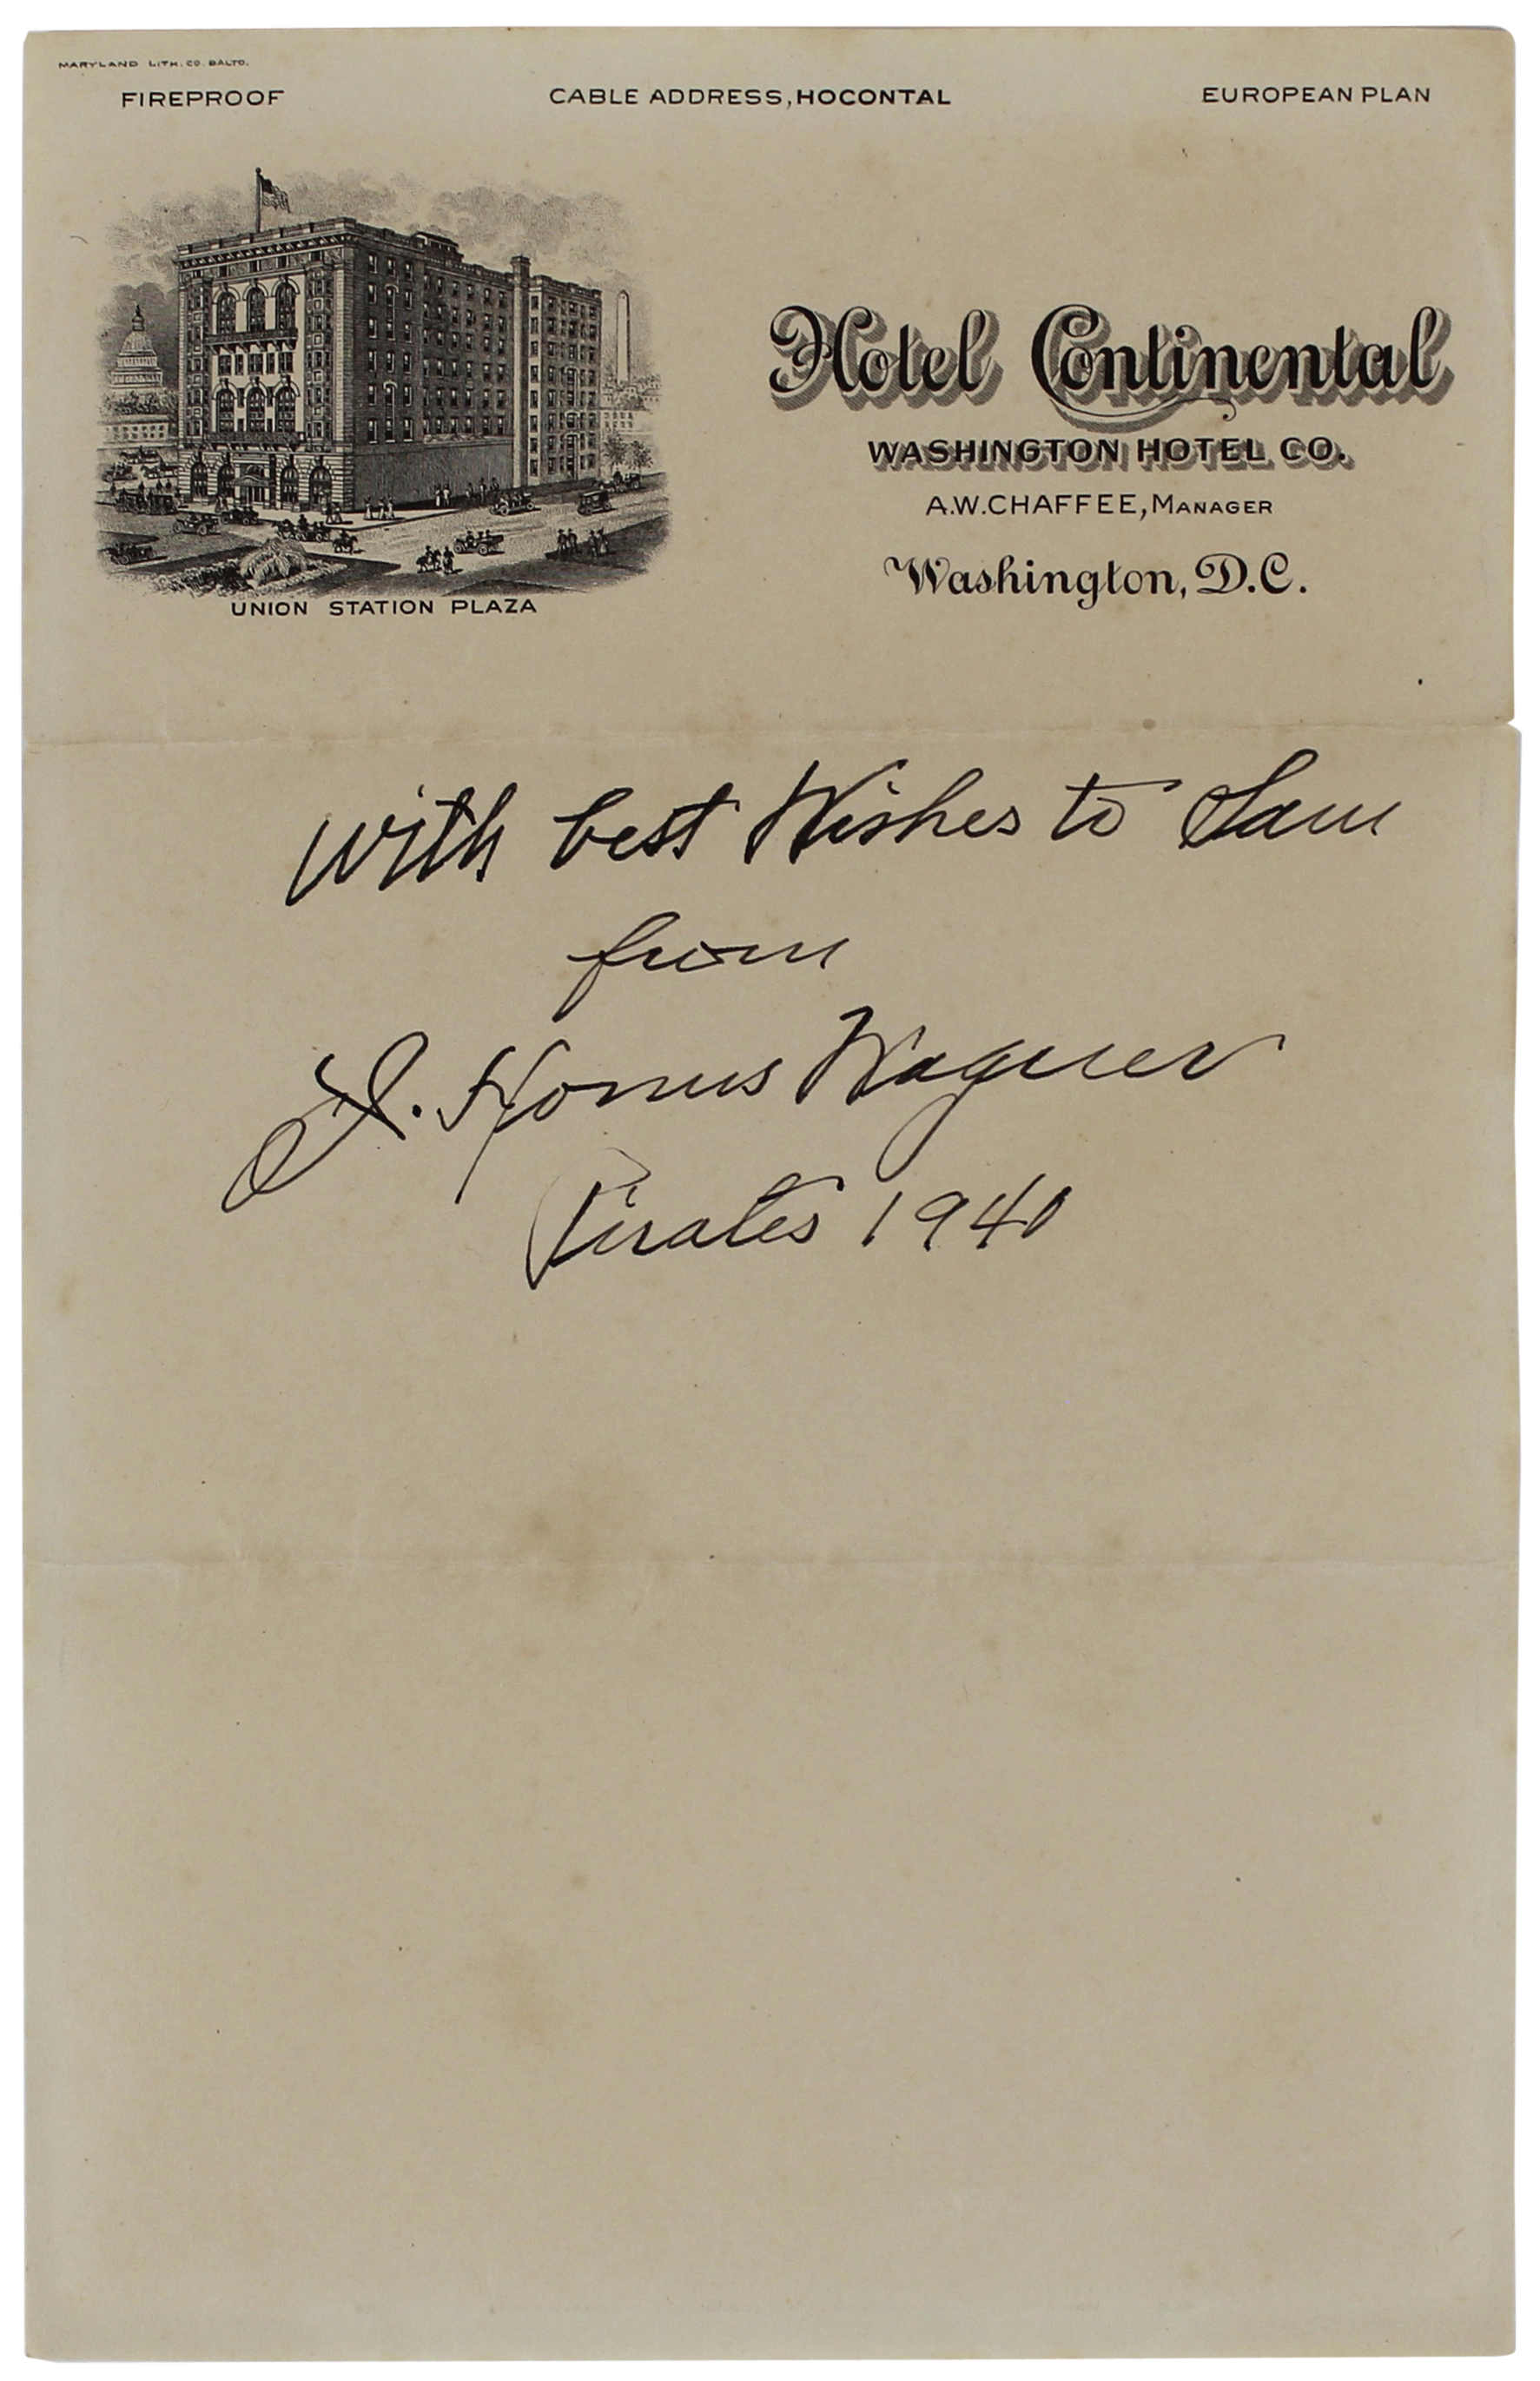 MARYLAND LITH. CO. BALTO.
FIREPROOF
CABLE ADDRESS, HOCONTAL
EUROPEAN PLAN
Hotel Continental
WASHINGTON HOTEL CO.
A.W. CHAFFEE, MANAGER
Washington, D.C.
UNION STATION PLAZA
with best Wishes to Sam
from
J. Honus Wagner
Pirates 1940